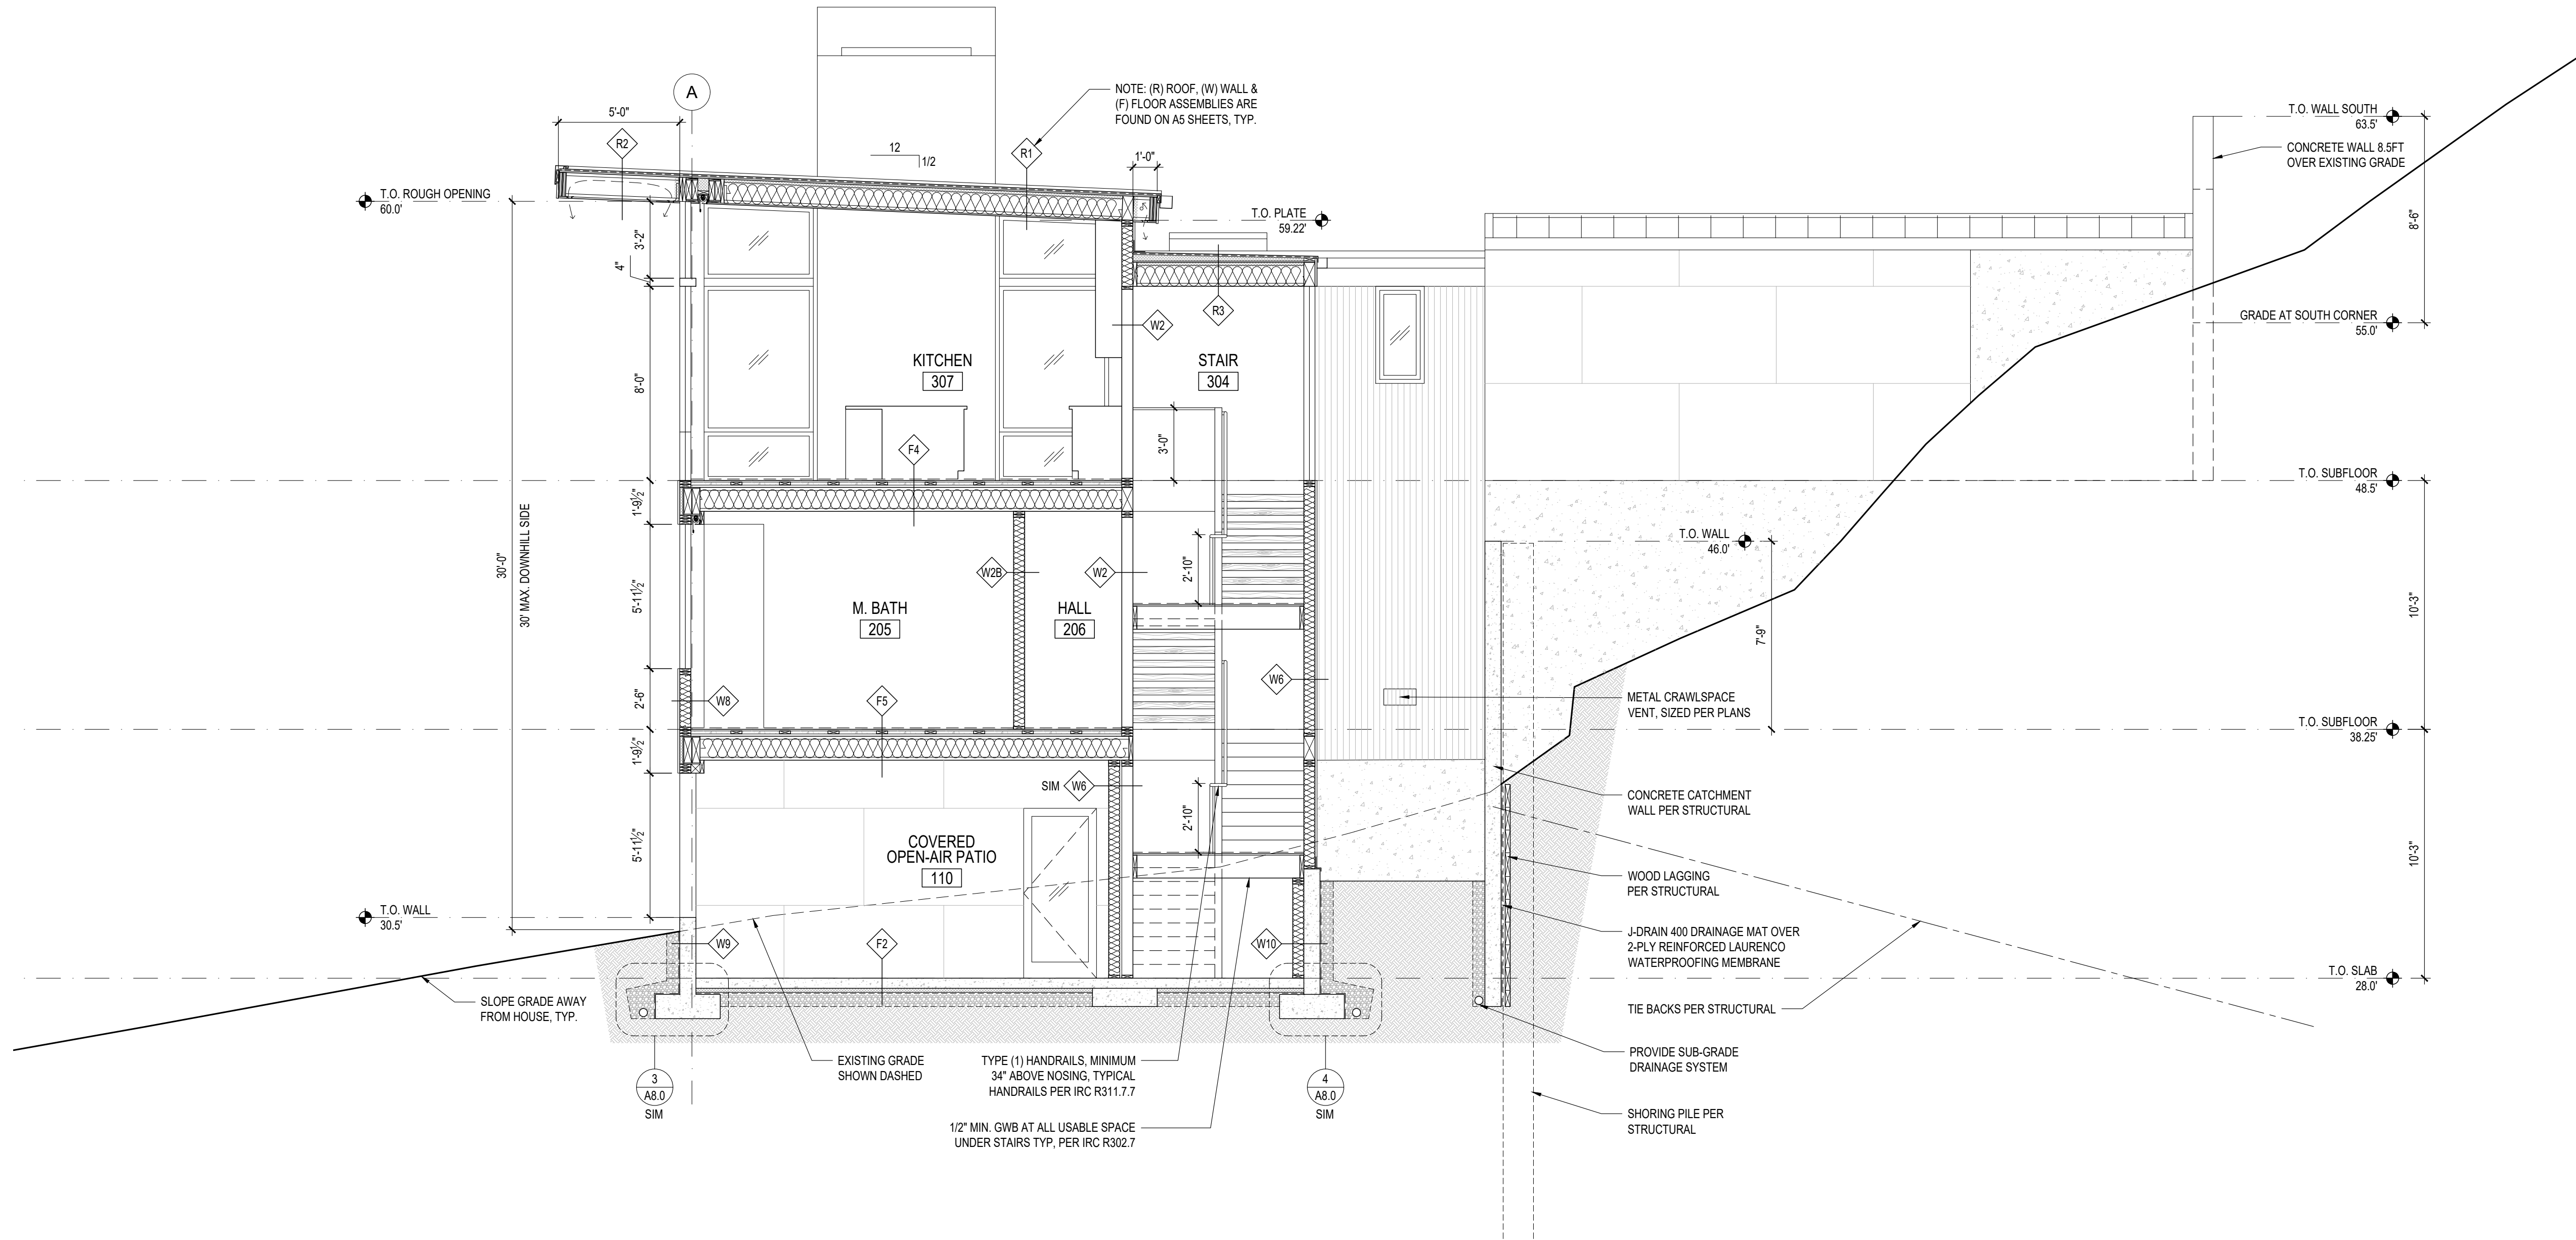 A
5'-0"
R2
NOTE: (R) ROOF, (W) WALL &
(F) FLOOR ASSEMBLIES ARE
FOUND ON A5 SHEETS, TYP.
12
1/2
R1
1'-0"
T.O. WALL SOUTH
63.5'
CONCRETE WALL 8.5FT
OVER EXISTING GRADE
T.O. ROUGH OPENING
60.0'
T.O. PLATE
59.22'
8'-6"
3'-2"
4"
R3
W2
GRADE AT SOUTH CORNER
55.0'
KITCHEN
307
STAIR
304
8'-0"
F4
3'-0"
T.O. SUBFLOOR
48.5'
1'-9 1/2"
T.O. WALL
46.0'
30'-0"
30' MAX. DOWNHILL SIDE
5'-11 1/2"
W2B
W2
2'-10"
M. BATH
205
HALL
206
7'-9"
10'-3"
W8
2'-6"
F5
W6
METAL CRAWLSPACE
VENT, SIZED PER PLANS
T.O. SUBFLOOR
38.25'
1'-9 1/2"
SIM
W6
CONCRETE CATCHMENT
WALL PER STRUCTURAL
5'-11 1/2"
2'-10"
COVERED
OPEN-AIR PATIO
110
10'-3"
WOOD LAGGING
PER STRUCTURAL
T.O. WALL
30.5'
W9
F2
W10
J-DRAIN 400 DRAINAGE MAT OVER
2-PLY REINFORCED LAURENCO
WATERPROOFING MEMBRANE
T.O. SLAB
28.0'
SLOPE GRADE AWAY
FROM HOUSE, TYP.
TIE BACKS PER STRUCTURAL
EXISTING GRADE
SHOWN DASHED
TYPE (1) HANDRAILS, MINIMUM
34" ABOVE NOSING, TYPICAL
HANDRAILS PER IRC R311.7.7
PROVIDE SUB-GRADE
DRAINAGE SYSTEM
3
A8.0
SIM
4
A8.0
SIM
1/2" MIN. GWB AT ALL USABLE SPACE
UNDER STAIRS TYP, PER IRC R302.7
SHORING PILE PER
STRUCTURAL